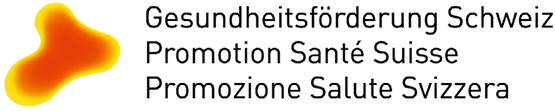 Gesundheitsförderung Schweiz
Promotion Santé Suisse
Promozione Salute Svizzera